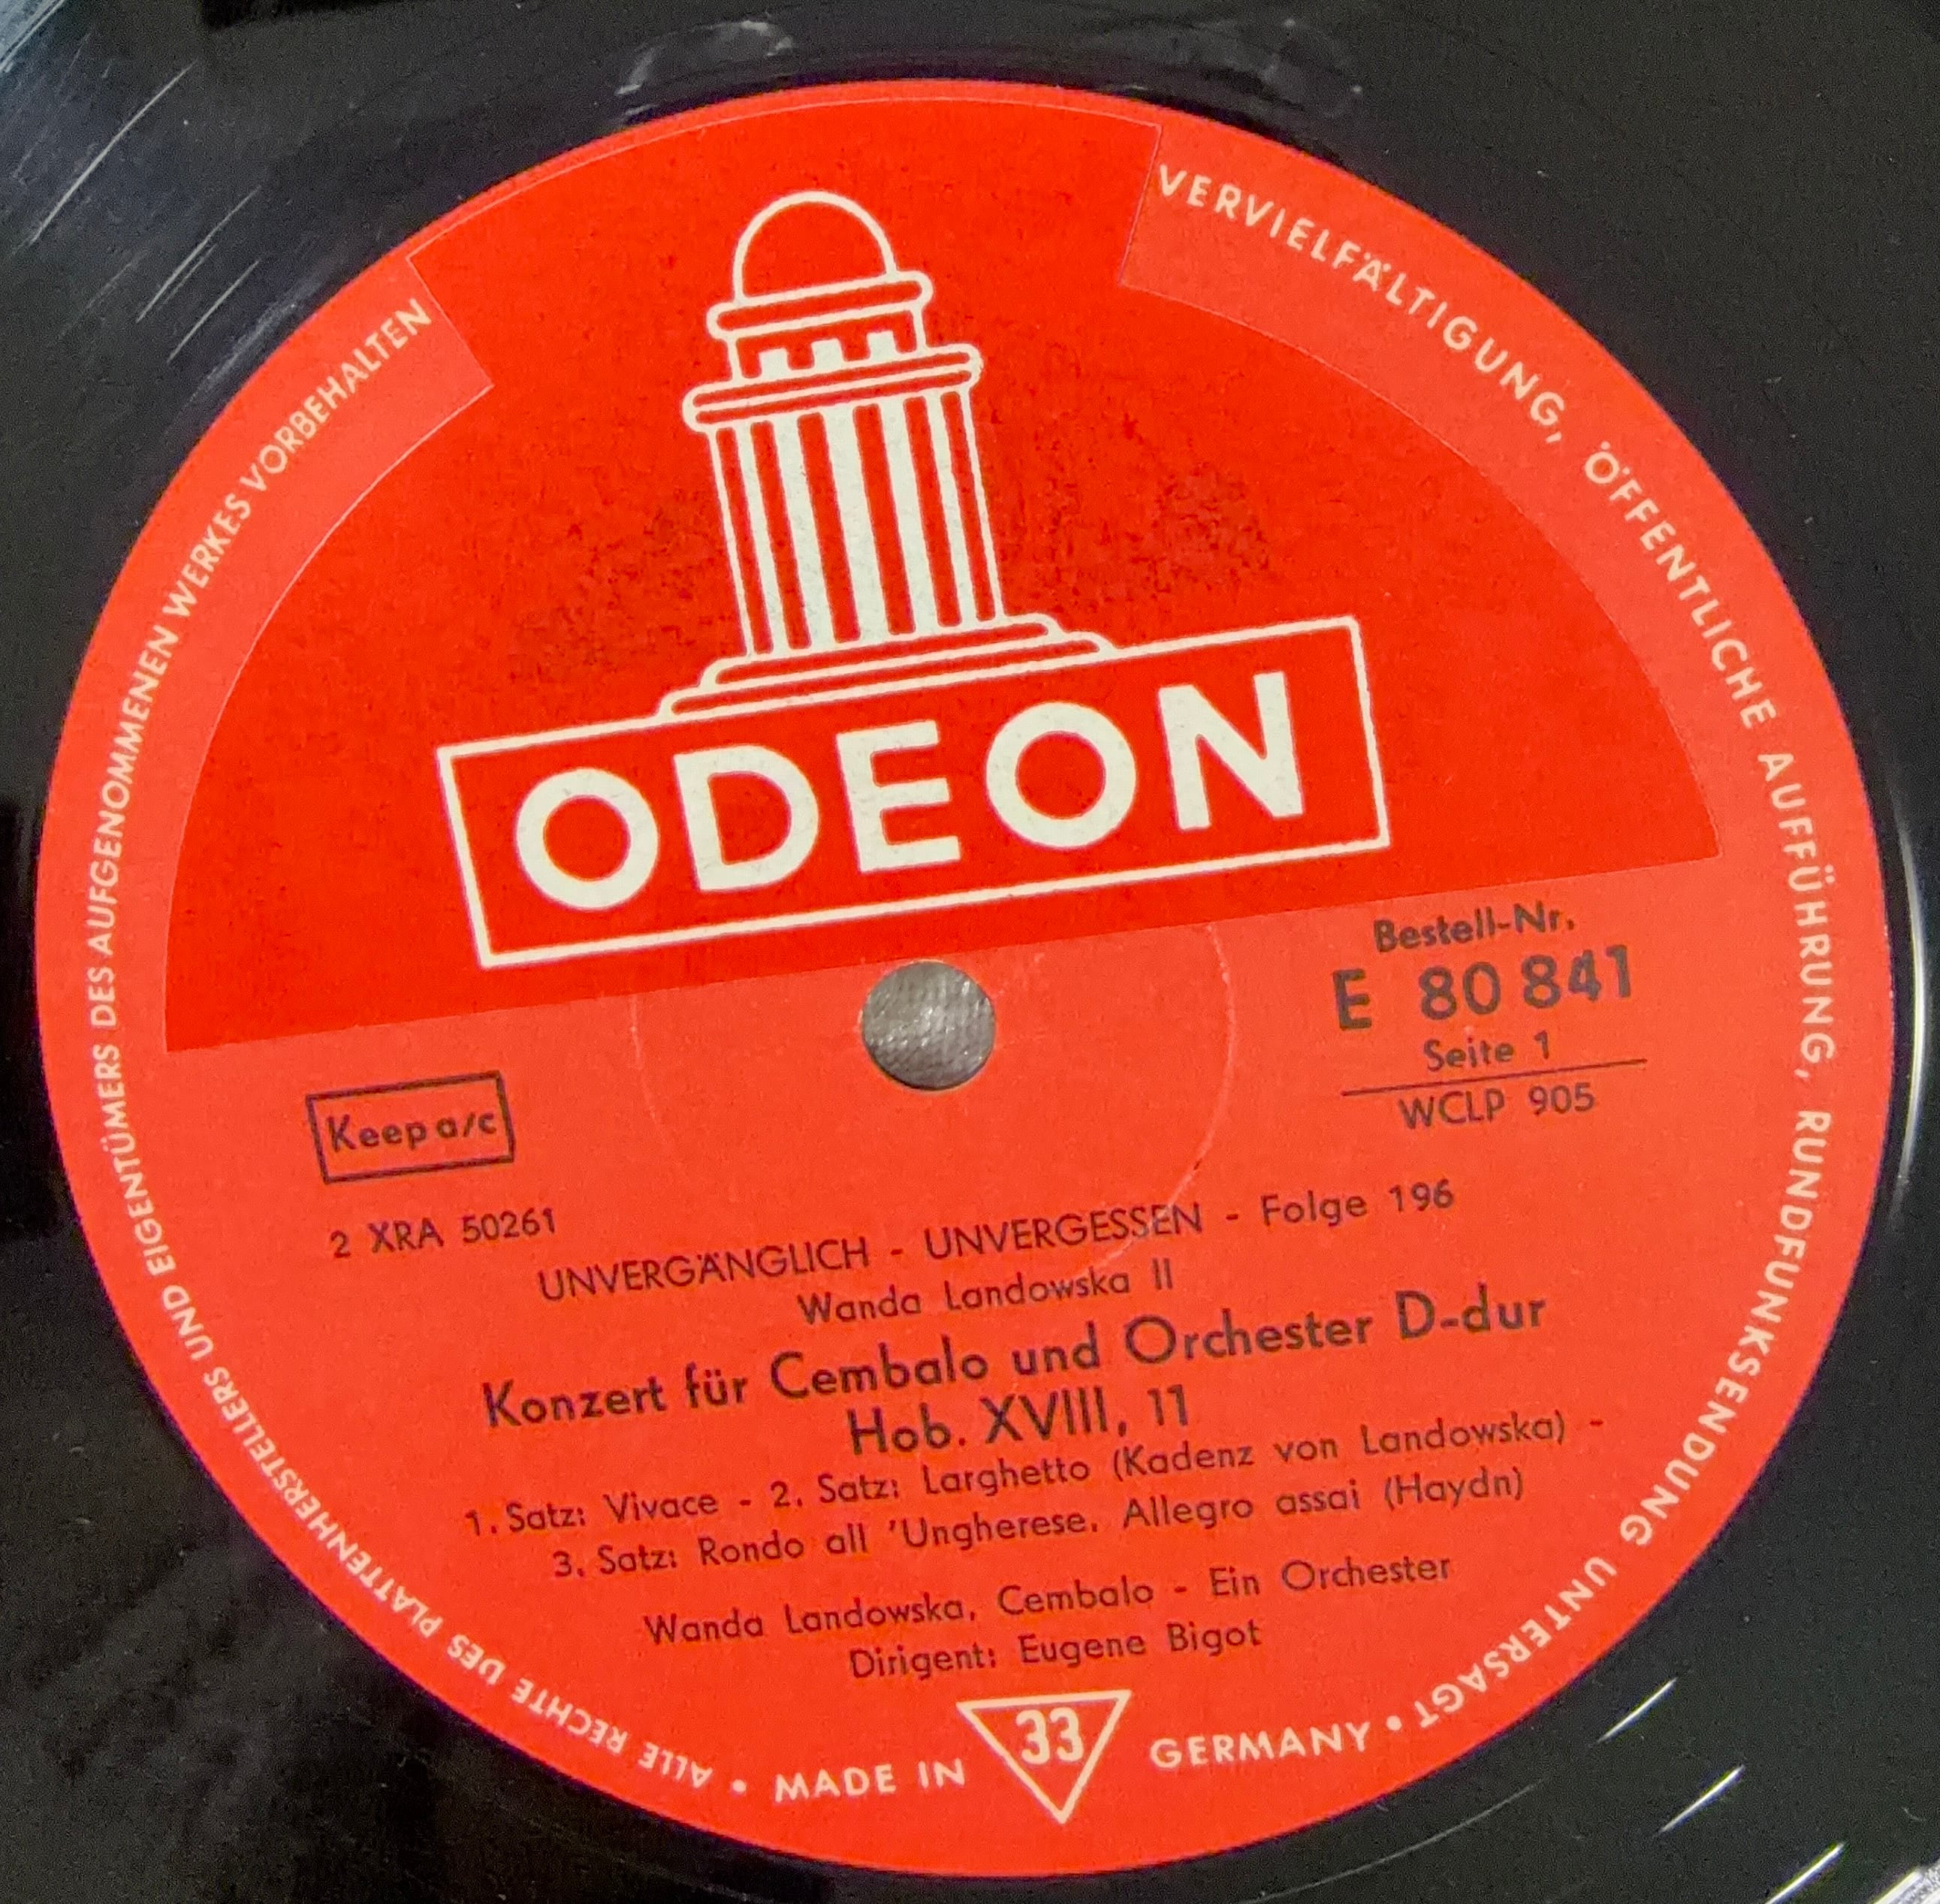 ODEON
Bestell-Nr.
E 80 841
Seite 1
WCLP 905
Keep a/c
2 XRA 50261
UNVERGÄNGLICH - UNVERGESSEN - Folge 196
Wanda Landowska II
Konzert für Cembalo und Orchester D-dur
Hob. XVIII, 11
1. Satz: Vivace - 2. Satz: Larghetto (Kadenz von Landowska) -
3. Satz: Rondo all 'Ungherese. Allegro assai (Haydn)
Wanda Landowska, Cembalo - Ein Orchester
Dirigent: Eugene Bigot
33
MADE IN GERMANY •
• ALLE RECHTE DES PLATTENHERSTELLERS UND EIGENTÜMERS DES AUFGENOMMENEN WERKES VORBEHALTEN
VERVIELFÄLTIGUNG, ÖFFENTLICHE AUFFÜHRUNG, RUNDFUNKSENDUNG UNTERSAGT